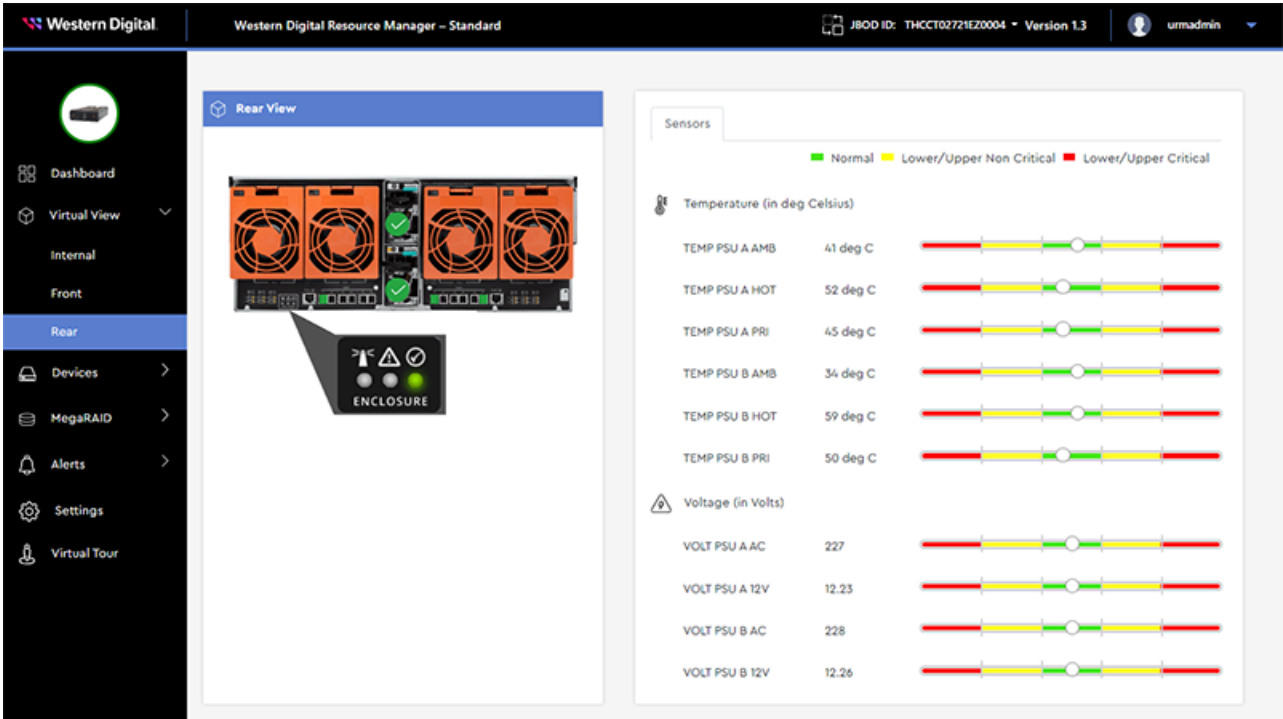 Western Digital.
Western Digital Resource Manager – Standard
JBOD ID: THCCT02721EZ0004 Version 1.3
urmadmin
Dashboard
Virtual View
Internal
Front
Rear
Devices
MegaRAID
Alerts
Settings
Virtual Tour
Rear View
ENCLOSURE
Sensors
Normal Lower/Upper Non Critical Lower/Upper Critical
Temperature (in deg Celsius)
TEMP PSU A AMB 41 deg C
TEMP PSU A HOT 52 deg C
TEMP PSU A PRI 45 deg C
TEMP PSU B AMB 34 deg C
TEMP PSU B HOT 59 deg C
TEMP PSU B PRI 50 deg C
Voltage (in Volts)
VOLT PSU A AC 227
VOLT PSU A 12V 12.23
VOLT PSU B AC 228
VOLT PSU B 12V 12.26